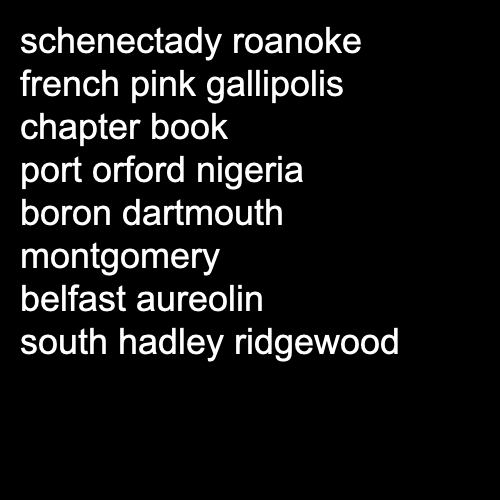 schenectady roanoke
french pink gallipolis
chapter book
port orford nigeria
boron dartmouth
montgomery
belfast aureolin
south hadley ridgewood